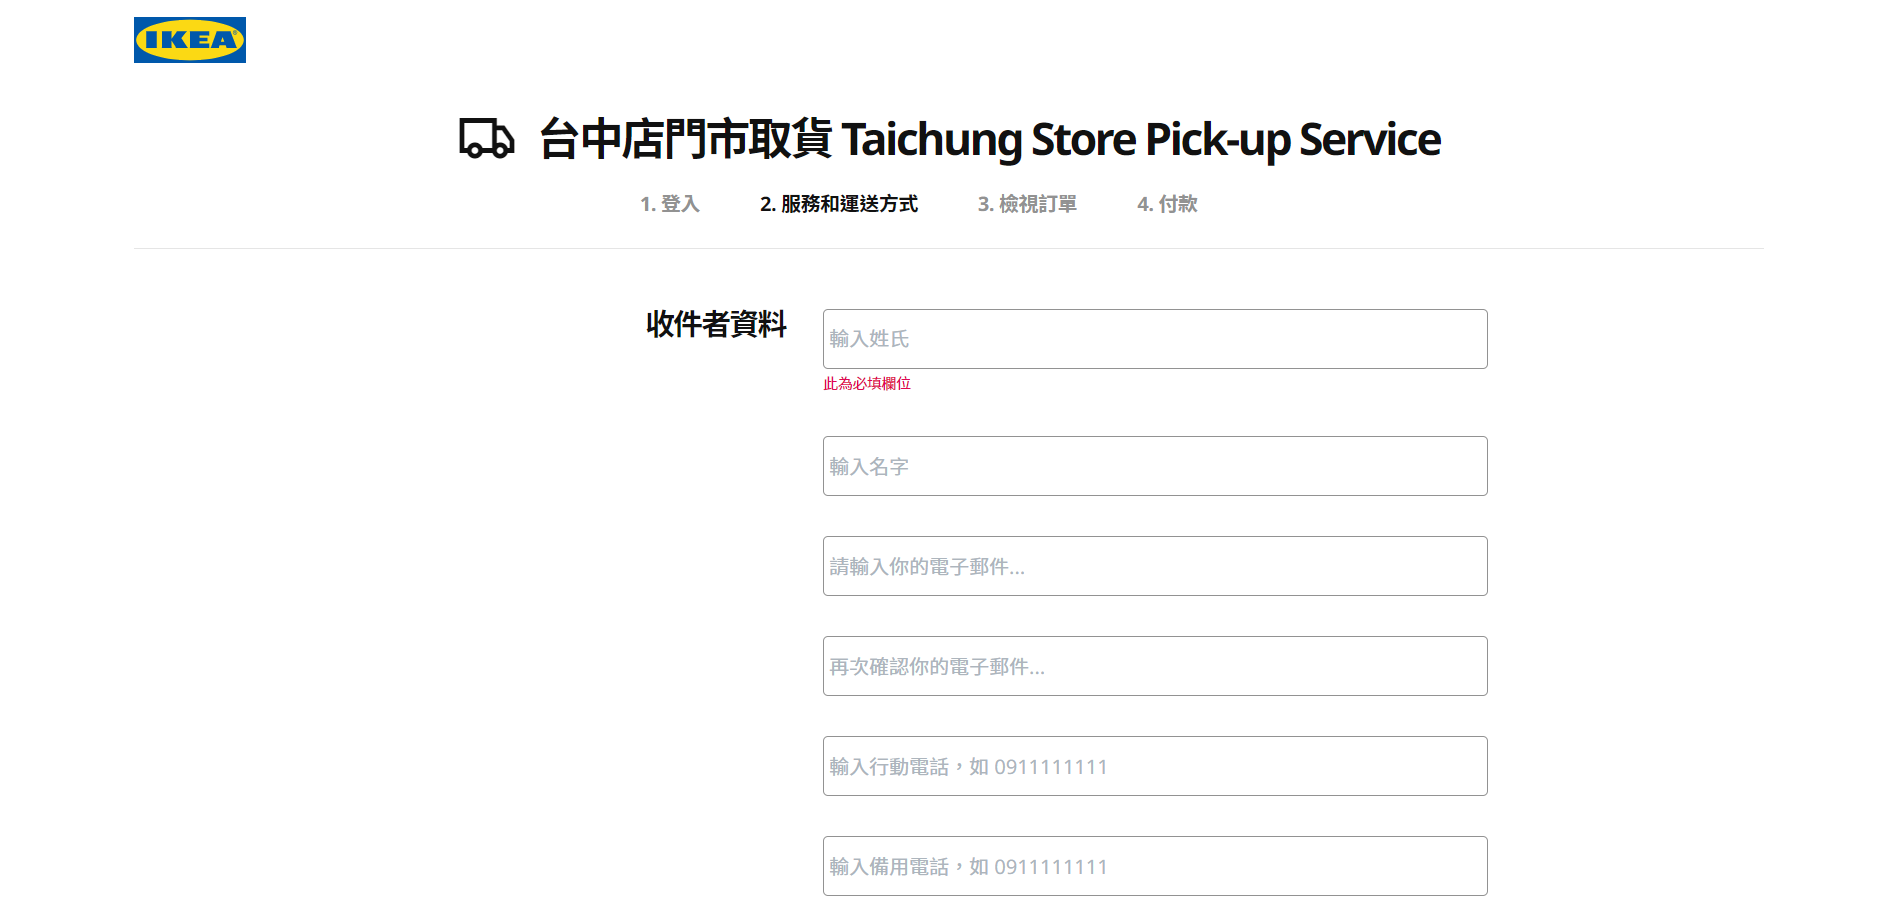 IKEA
台中店門市取貨 Taichung Store Pick-up Service
1. 登入 2. 服務和運送方式 3. 檢視訂單 4. 付款
收件者資料
輸入姓氏
此為必填欄位
輸入名字
請輸入你的電子郵件...
再次確認你的電子郵件...
輸入行動電話，如 0911111111
輸入備用電話，如 0911111111